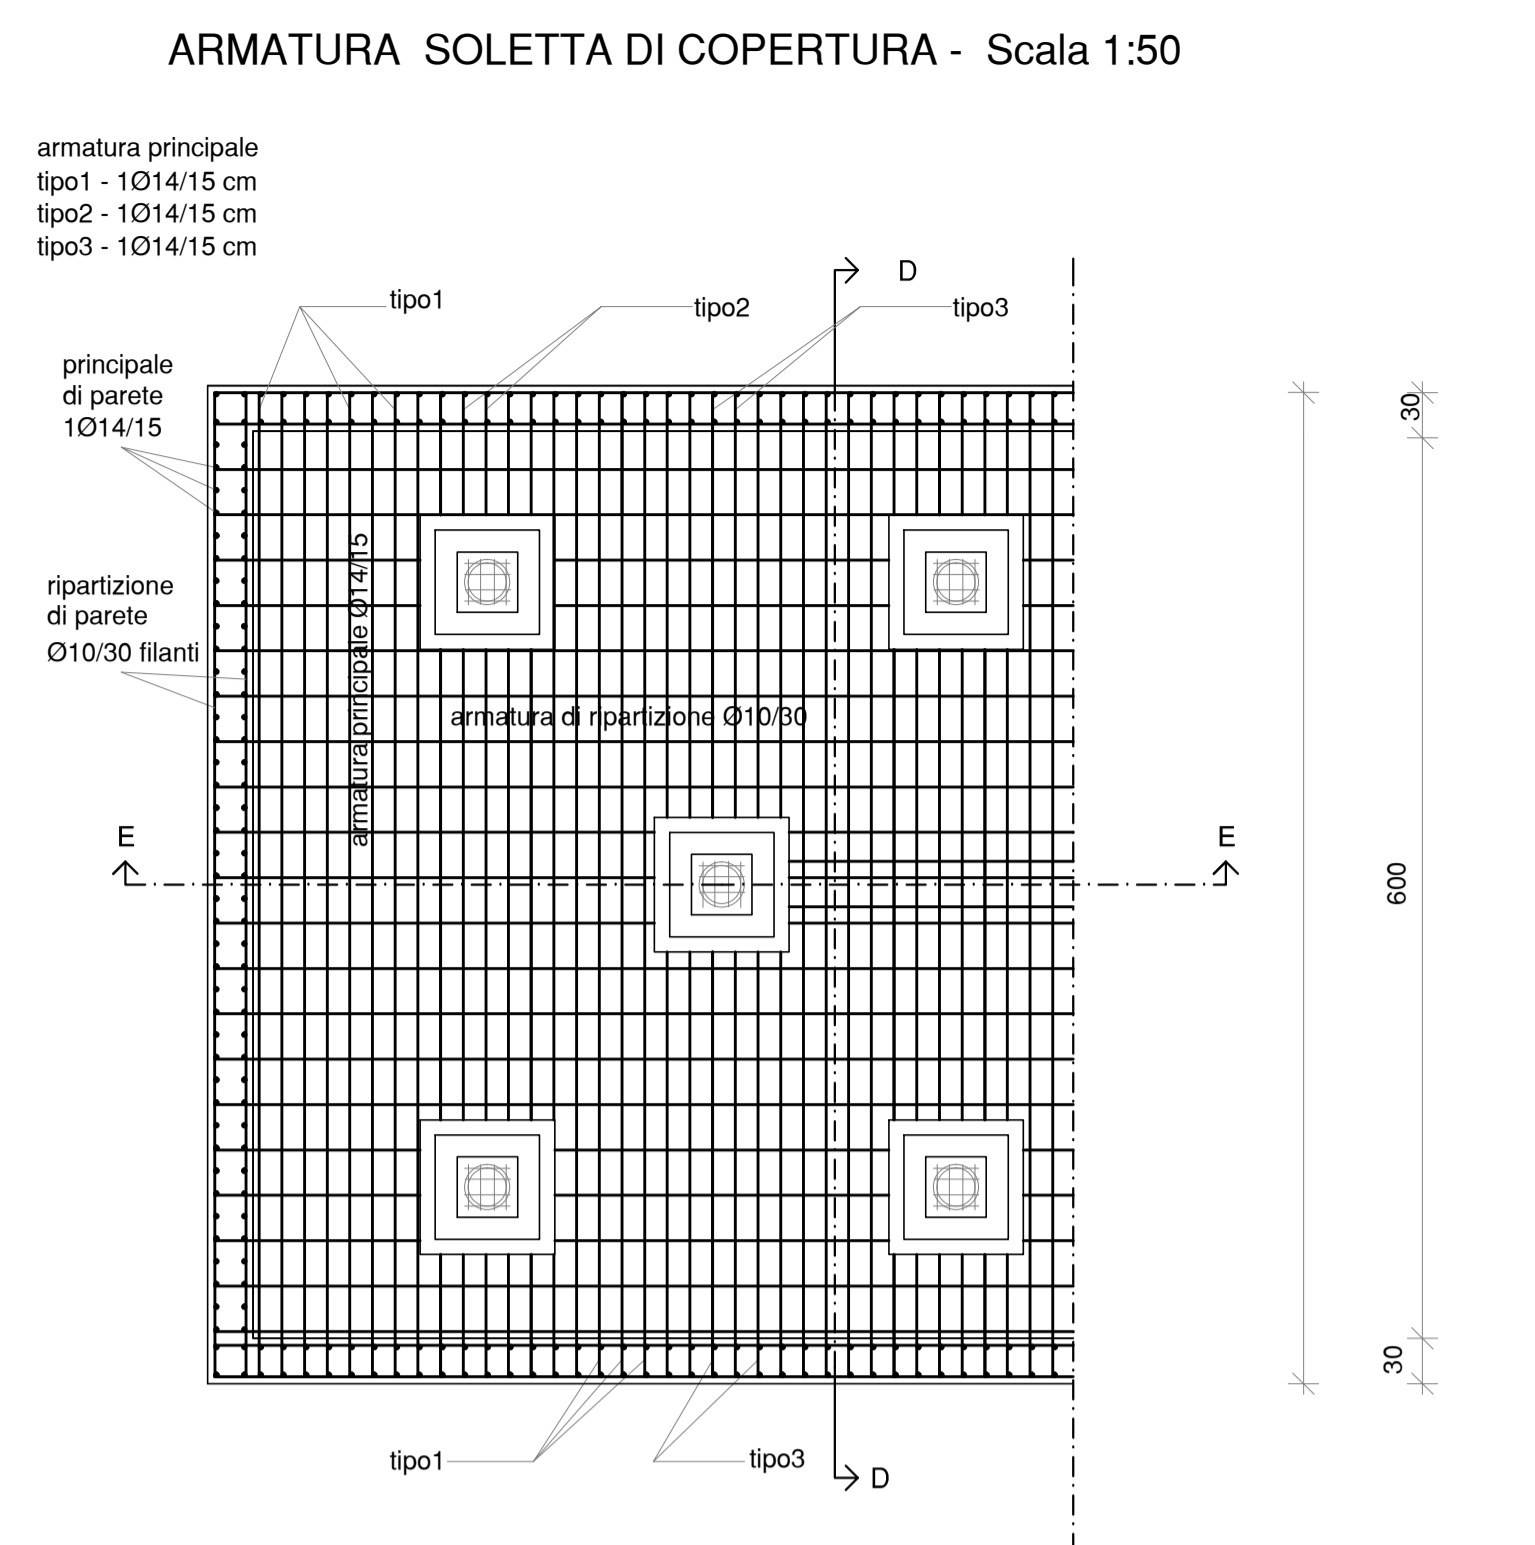 ARMATURA SOLETTA DI COPERTURA - Scala 1:50
armatura principale
tipo1 - 1Ø14/15 cm
tipo2 - 1Ø14/15 cm
tipo3 - 1Ø14/15 cm
D
tipo1
tipo2
tipo3
principale
di parete
1Ø14/15
30
ripartizione
di parete
Ø10/30 filanti
armatura principale Ø14/15
armatura di ripartizione Ø10/30
E
E
600
30
tipo1
tipo3
D